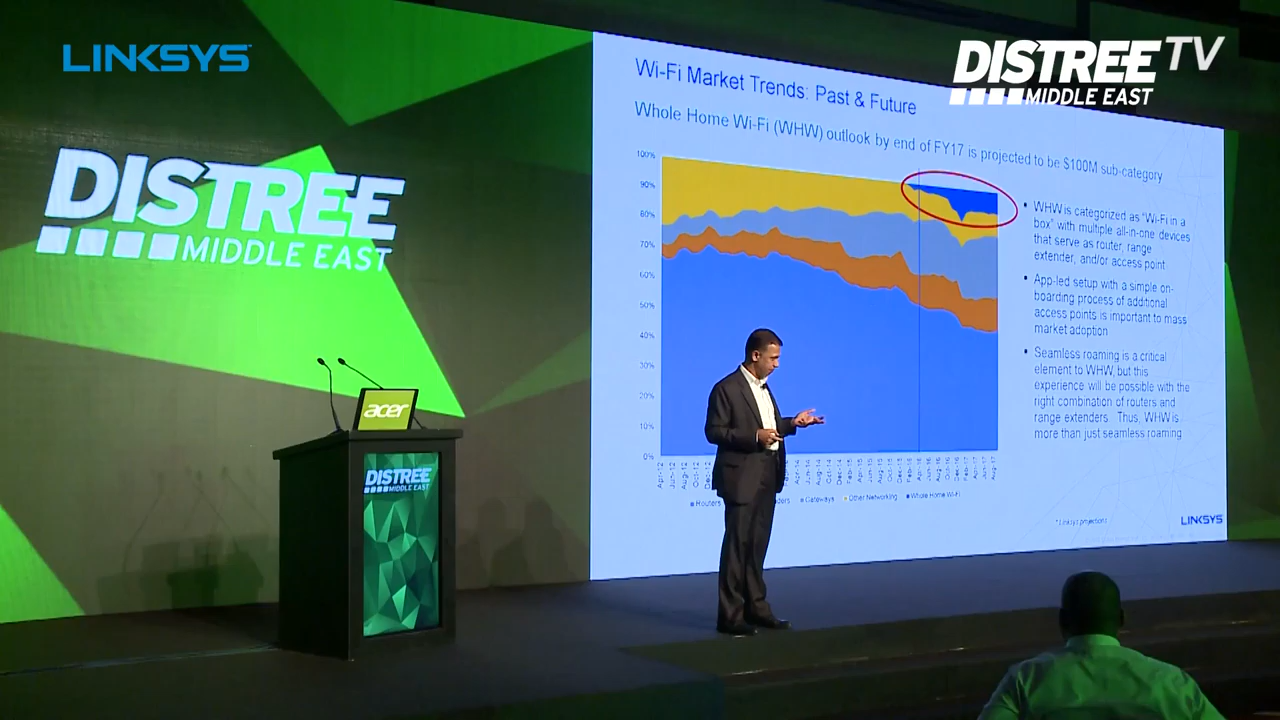 LINKSYS
DISTREE TV
MIDDLE EAST
DISTREE
MIDDLE EAST
acer
DISTREE
MIDDLE EAST
Wi-Fi Market Trends: Past & Future
Whole Home Wi-Fi (WHW) outlook by end of FY17 is projected to be $100M sub-category
100%
90%
80%
70%
60%
50%
40%
30%
20%
10%
0%
Routers
Gateways
Other Networking
Whole Home Wi-Fi
• WHW is categorized as "Wi-Fi in a
box" with multiple all-in-one devices
that serve as router, range
extender, and/or access point
• App-led setup with a simple on-
boarding process of additional
access points is important to mass
market adoption
• Seamless roaming is a critical
element to WHW, but this
experience will be possible with the
right combination of routers and
range extenders. Thus, WHW is
more than just seamless roaming
* Linksys projections
LINKSYS